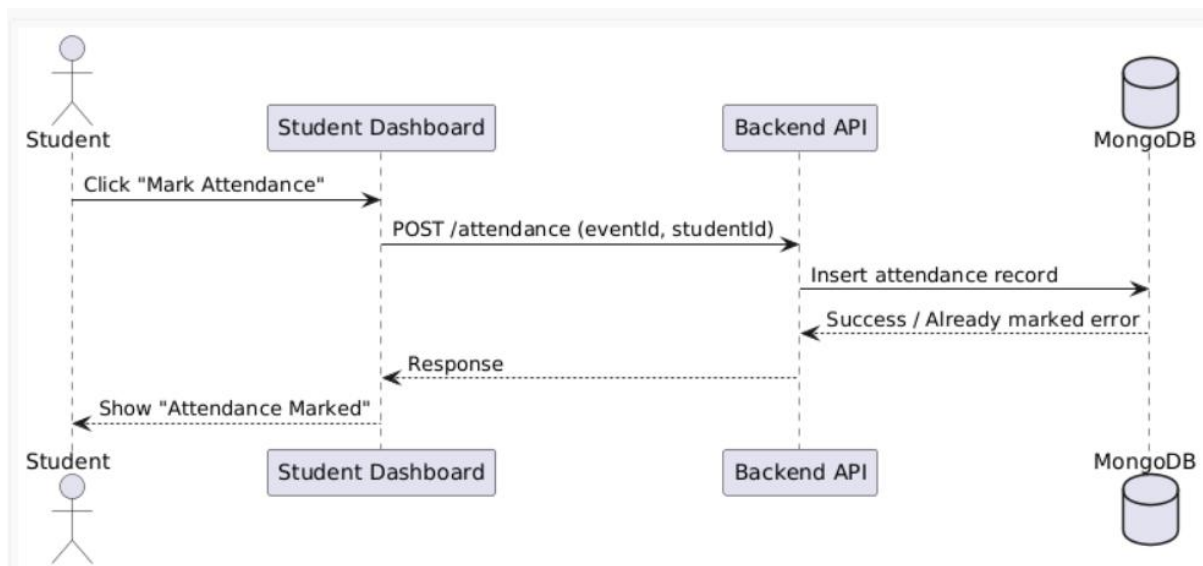 Student
Student Dashboard
Backend API
MongoDB
Click "Mark Attendance"
POST /attendance (eventId, studentId)
Insert attendance record
Success / Already marked error
Response
Show "Attendance Marked"
Student
Student Dashboard
Backend API
MongoDB